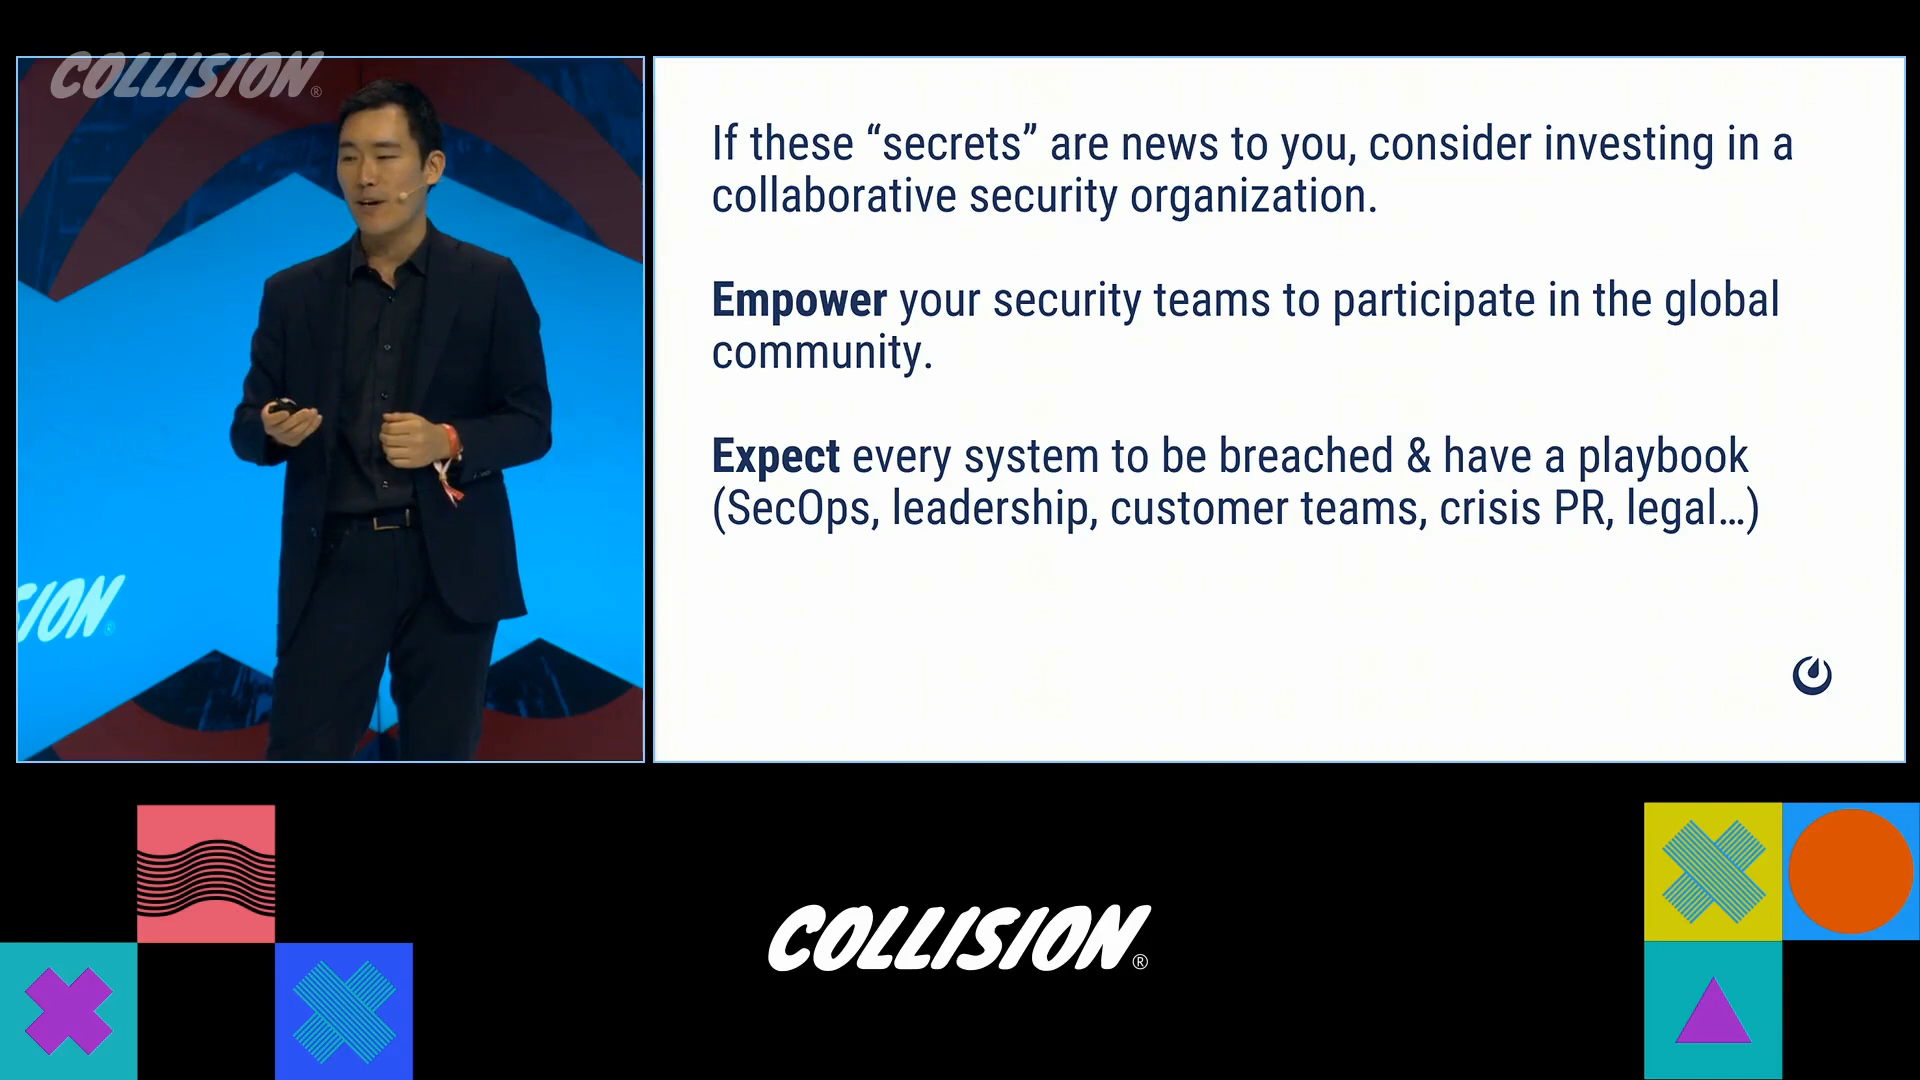 COLLISION®
If these “secrets” are news to you, consider investing in a
collaborative security organization.
Empower your security teams to participate in the global
community.
Expect every system to be breached & have a playbook
(SecOps, leadership, customer teams, crisis PR, legal…)
SION®
COLLISION®